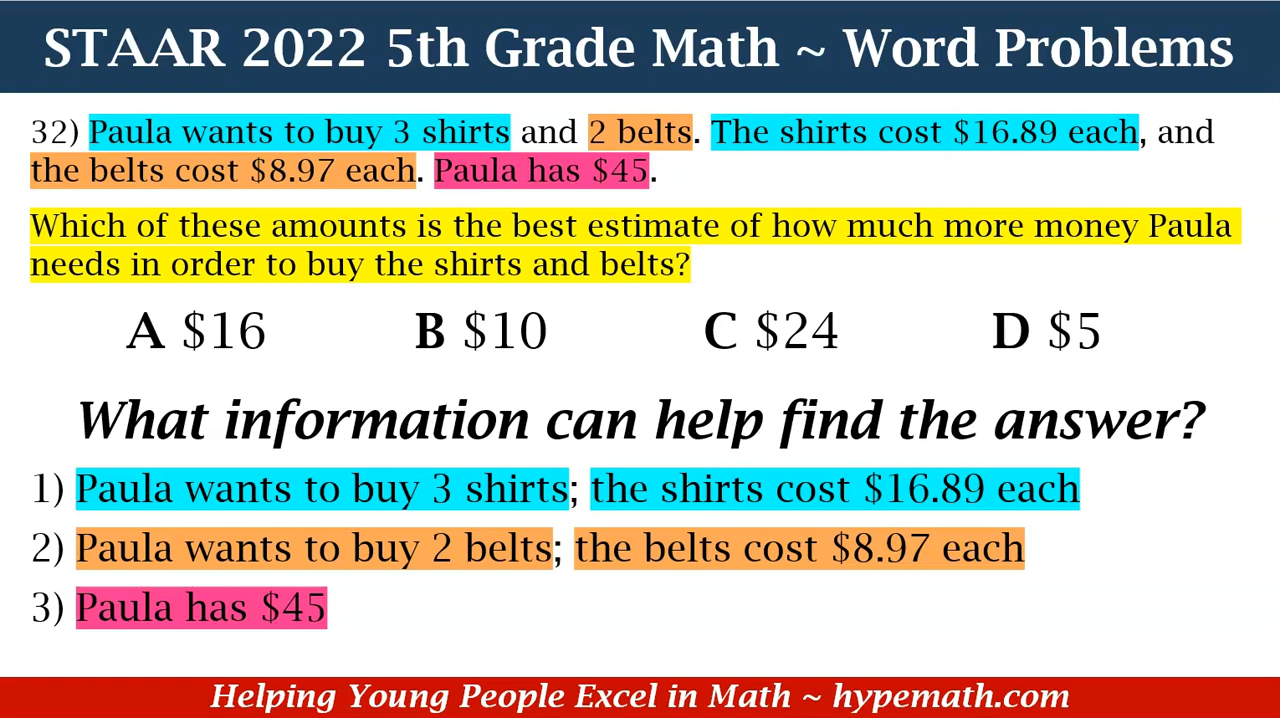 STAAR 2022 5th Grade Math ~ Word Problems
32) Paula wants to buy 3 shirts and 2 belts. The shirts cost $16.89 each, and
the belts cost $8.97 each. Paula has $45.
Which of these amounts is the best estimate of how much more money Paula
needs in order to buy the shirts and belts?
A $16 B $10 C $24 D $5
What information can help find the answer?
1) Paula wants to buy 3 shirts; the shirts cost $16.89 each
2) Paula wants to buy 2 belts; the belts cost $8.97 each
3) Paula has $45
Helping Young People Excel in Math ~ hypemath.com